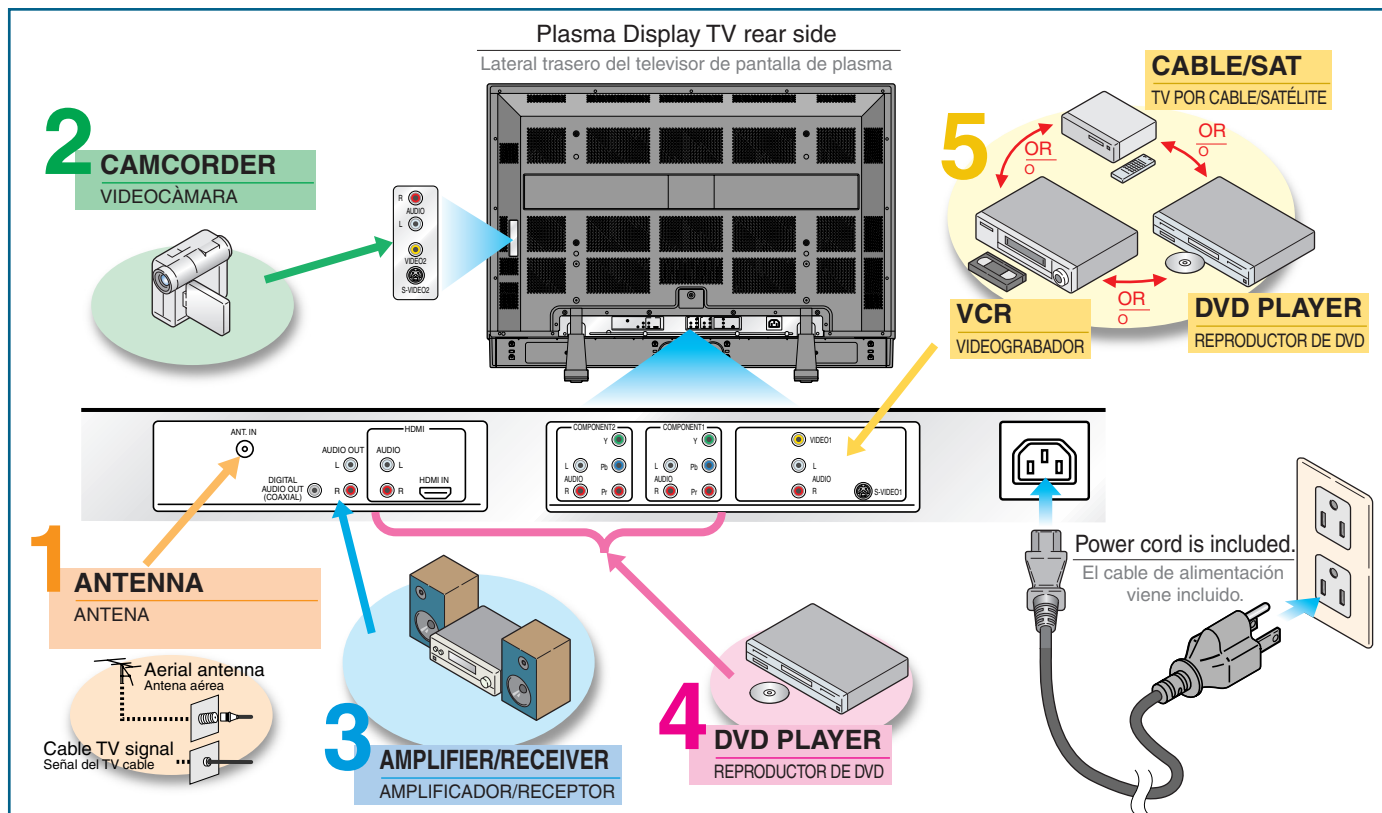 Plasma Display TV rear side
Lateral trasero del televisor de pantalla de plasma
2
CAMCORDER
VIDEOCÀMARA
R
AUDIO
L
VIDEO2
S-VIDEO2
5
CABLE/SAT
TV POR CABLE/SATÉLITE
OR
O
OR
O
OR
O
VCR
VIDEOGRABADOR
DVD PLAYER
REPRODUCTOR DE DVD
ANT. IN
AUDIO OUT
L
DIGITAL
AUDIO OUT
(COAXIAL)
R
HDMI
AUDIO
L
R
HDMI IN
COMPONENT2
Y
L
Pb
AUDIO
R
Pr
COMPONENT1
Y
L
Pb
AUDIO
R
Pr
VIDEO1
L
AUDIO
R
S-VIDEO1
1
ANTENNA
ANTENA
Aerial antenna
Antena aérea
Cable TV signal
Señal del TV cable
3
AMPLIFIER/RECEIVER
AMPLIFICADOR/RECEPTOR
4
DVD PLAYER
REPRODUCTOR DE DVD
Power cord is included.
El cable de alimentación
viene incluido.